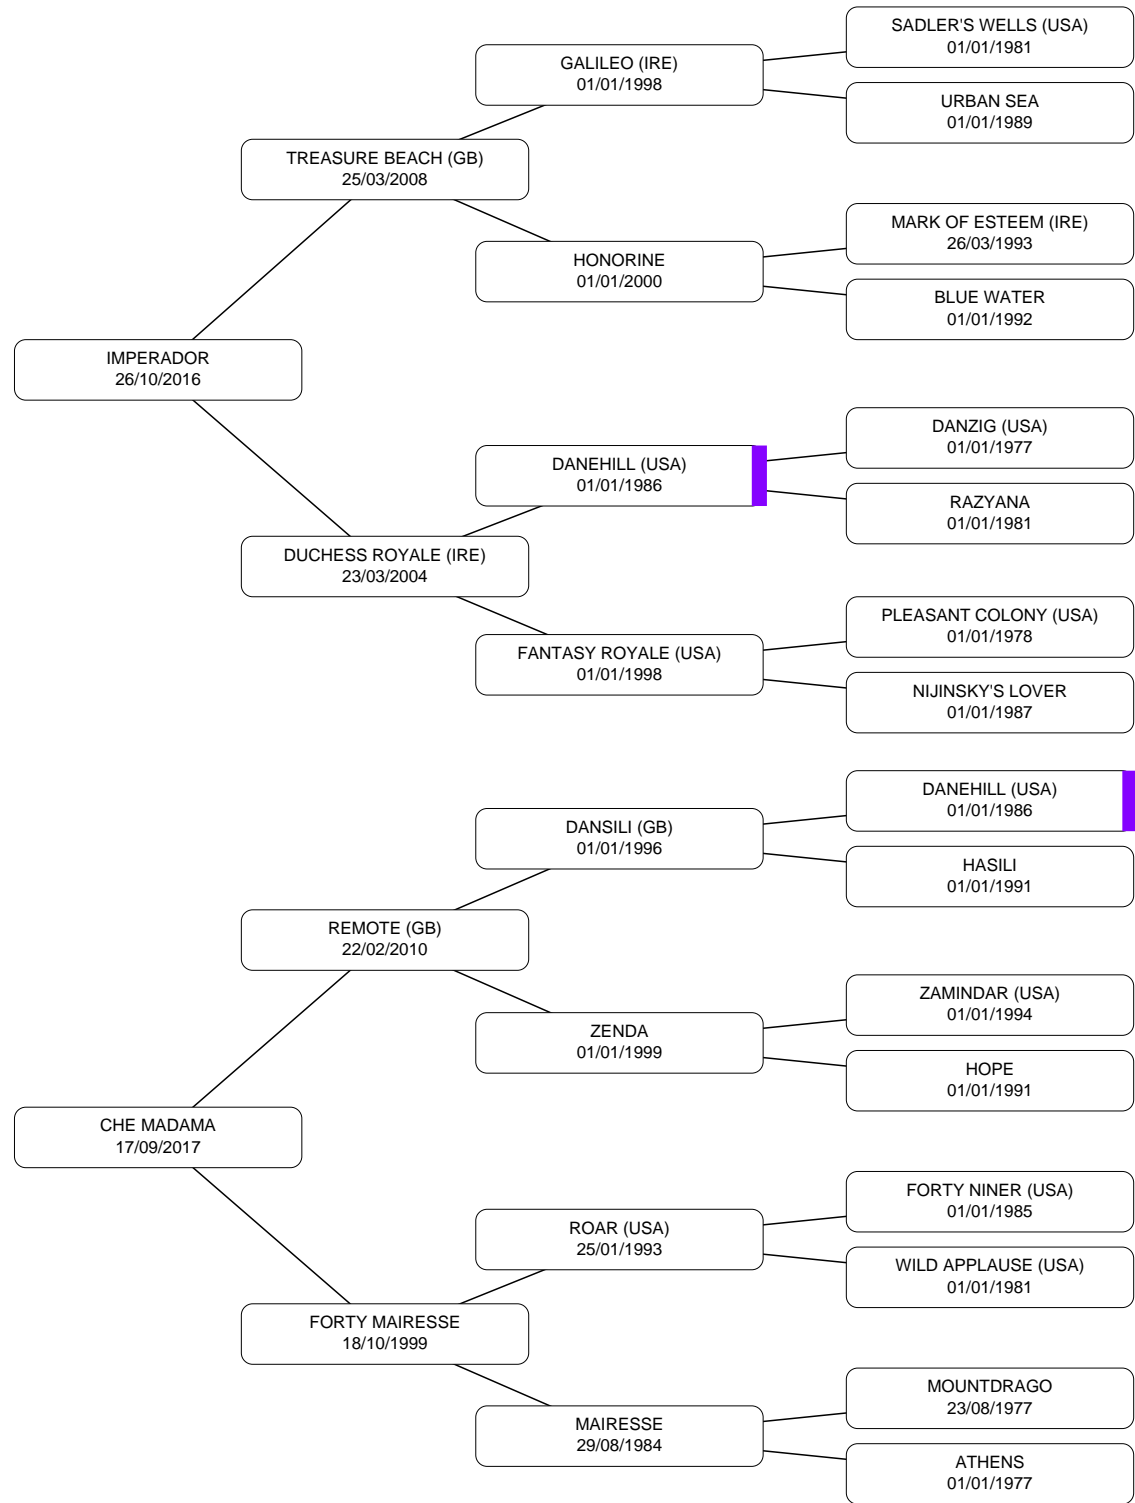 SADLER'S WELLS (USA)
01/01/1981
GALILEO (IRE)
01/01/1998
URBAN SEA
01/01/1989
TREASURE BEACH (GB)
25/03/2008
MARK OF ESTEEM (IRE)
26/03/1993
HONORINE
01/01/2000
BLUE WATER
01/01/1992
IMPERADOR
26/10/2016
DANZIG (USA)
01/01/1977
DANEHILL (USA)
01/01/1986
RAZYANA
01/01/1981
DUCHESS ROYALE (IRE)
23/03/2004
PLEASANT COLONY (USA)
01/01/1978
FANTASY ROYALE (USA)
01/01/1998
NIJINSKY'S LOVER
01/01/1987
DANEHILL (USA)
01/01/1986
DANSILI (GB)
01/01/1996
HASILI
01/01/1991
REMOTE (GB)
22/02/2010
ZAMINDAR (USA)
01/01/1994
ZENDA
01/01/1999
HOPE
01/01/1991
CHE MADAMA
17/09/2017
FORTY NINER (USA)
01/01/1985
ROAR (USA)
25/01/1993
WILD APPLAUSE (USA)
01/01/1981
FORTY MAIRESSE
18/10/1999
MOUNTDRAGO
23/08/1977
MAIRESSE
29/08/1984
ATHENS
01/01/1977